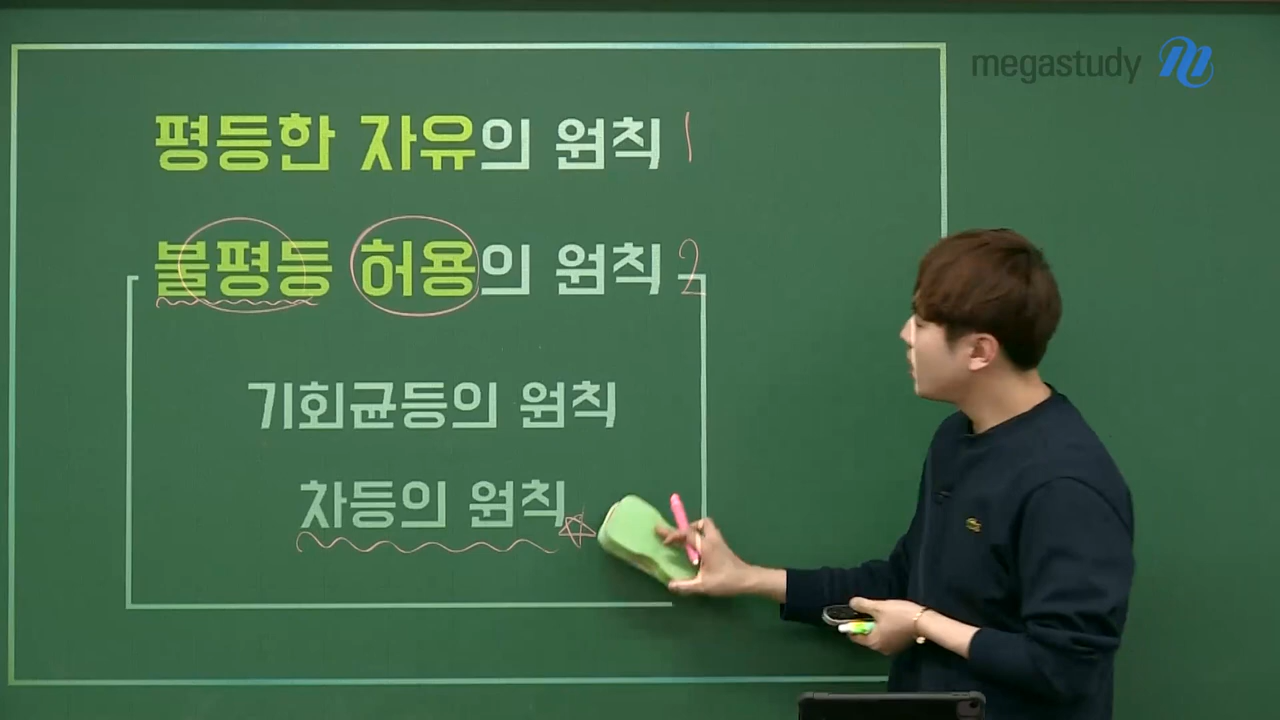 megastudy
평등한 자유의 원칙 1
불평등 허용의 원칙 2
기회균등의 원칙
차등의 원칙